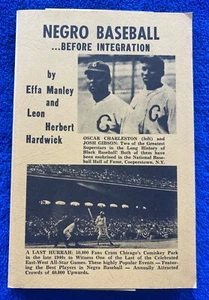 NEGRO BASEBALL
...BEFORE INTEGRATION
by
Effa Manley
and
Leon
Herbert
Hardwick
OSCAR CHARLESTON (left) and
JOSH GIBSON: Two of the Greatest
Superstars in the Long History of
Black Baseball! Both of them have
been enshrined in the National Base-
ball Hall of Fame, Cooperstown, N.Y.
A LAST HURRAH: 50,000 Fans Cram Chicago's Comiskey Park
in the late 1940s to Witness One of the Last of the Celebrated
East-West All-Star Games. These highly Popular Events — Featur-
ing the Best Players in Negro Baseball — Annually Attracted
Crowds of 40,000 Upwards.